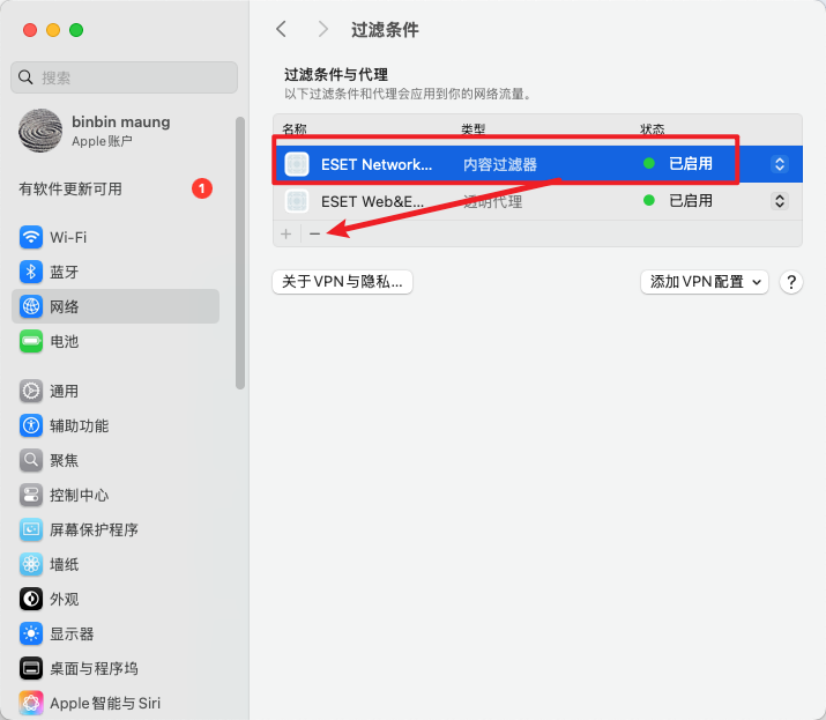 过滤条件
搜索
binbin maung
Apple账户
有软件更新可用
1
Wi-Fi
蓝牙
网络
电池
通用
辅助功能
聚焦
控制中心
屏幕保护程序
墙纸
外观
显示器
桌面与程序坞
Apple智能与Siri
过滤条件与代理
以下过滤条件和代理会应用到你的网络流量。
名称 类型 状态
ESET Network... 内容过滤器 已启用
ESET Web&E... 透明代理 已启用
+ −
关于VPN与隐私... 添加VPN配置 ?